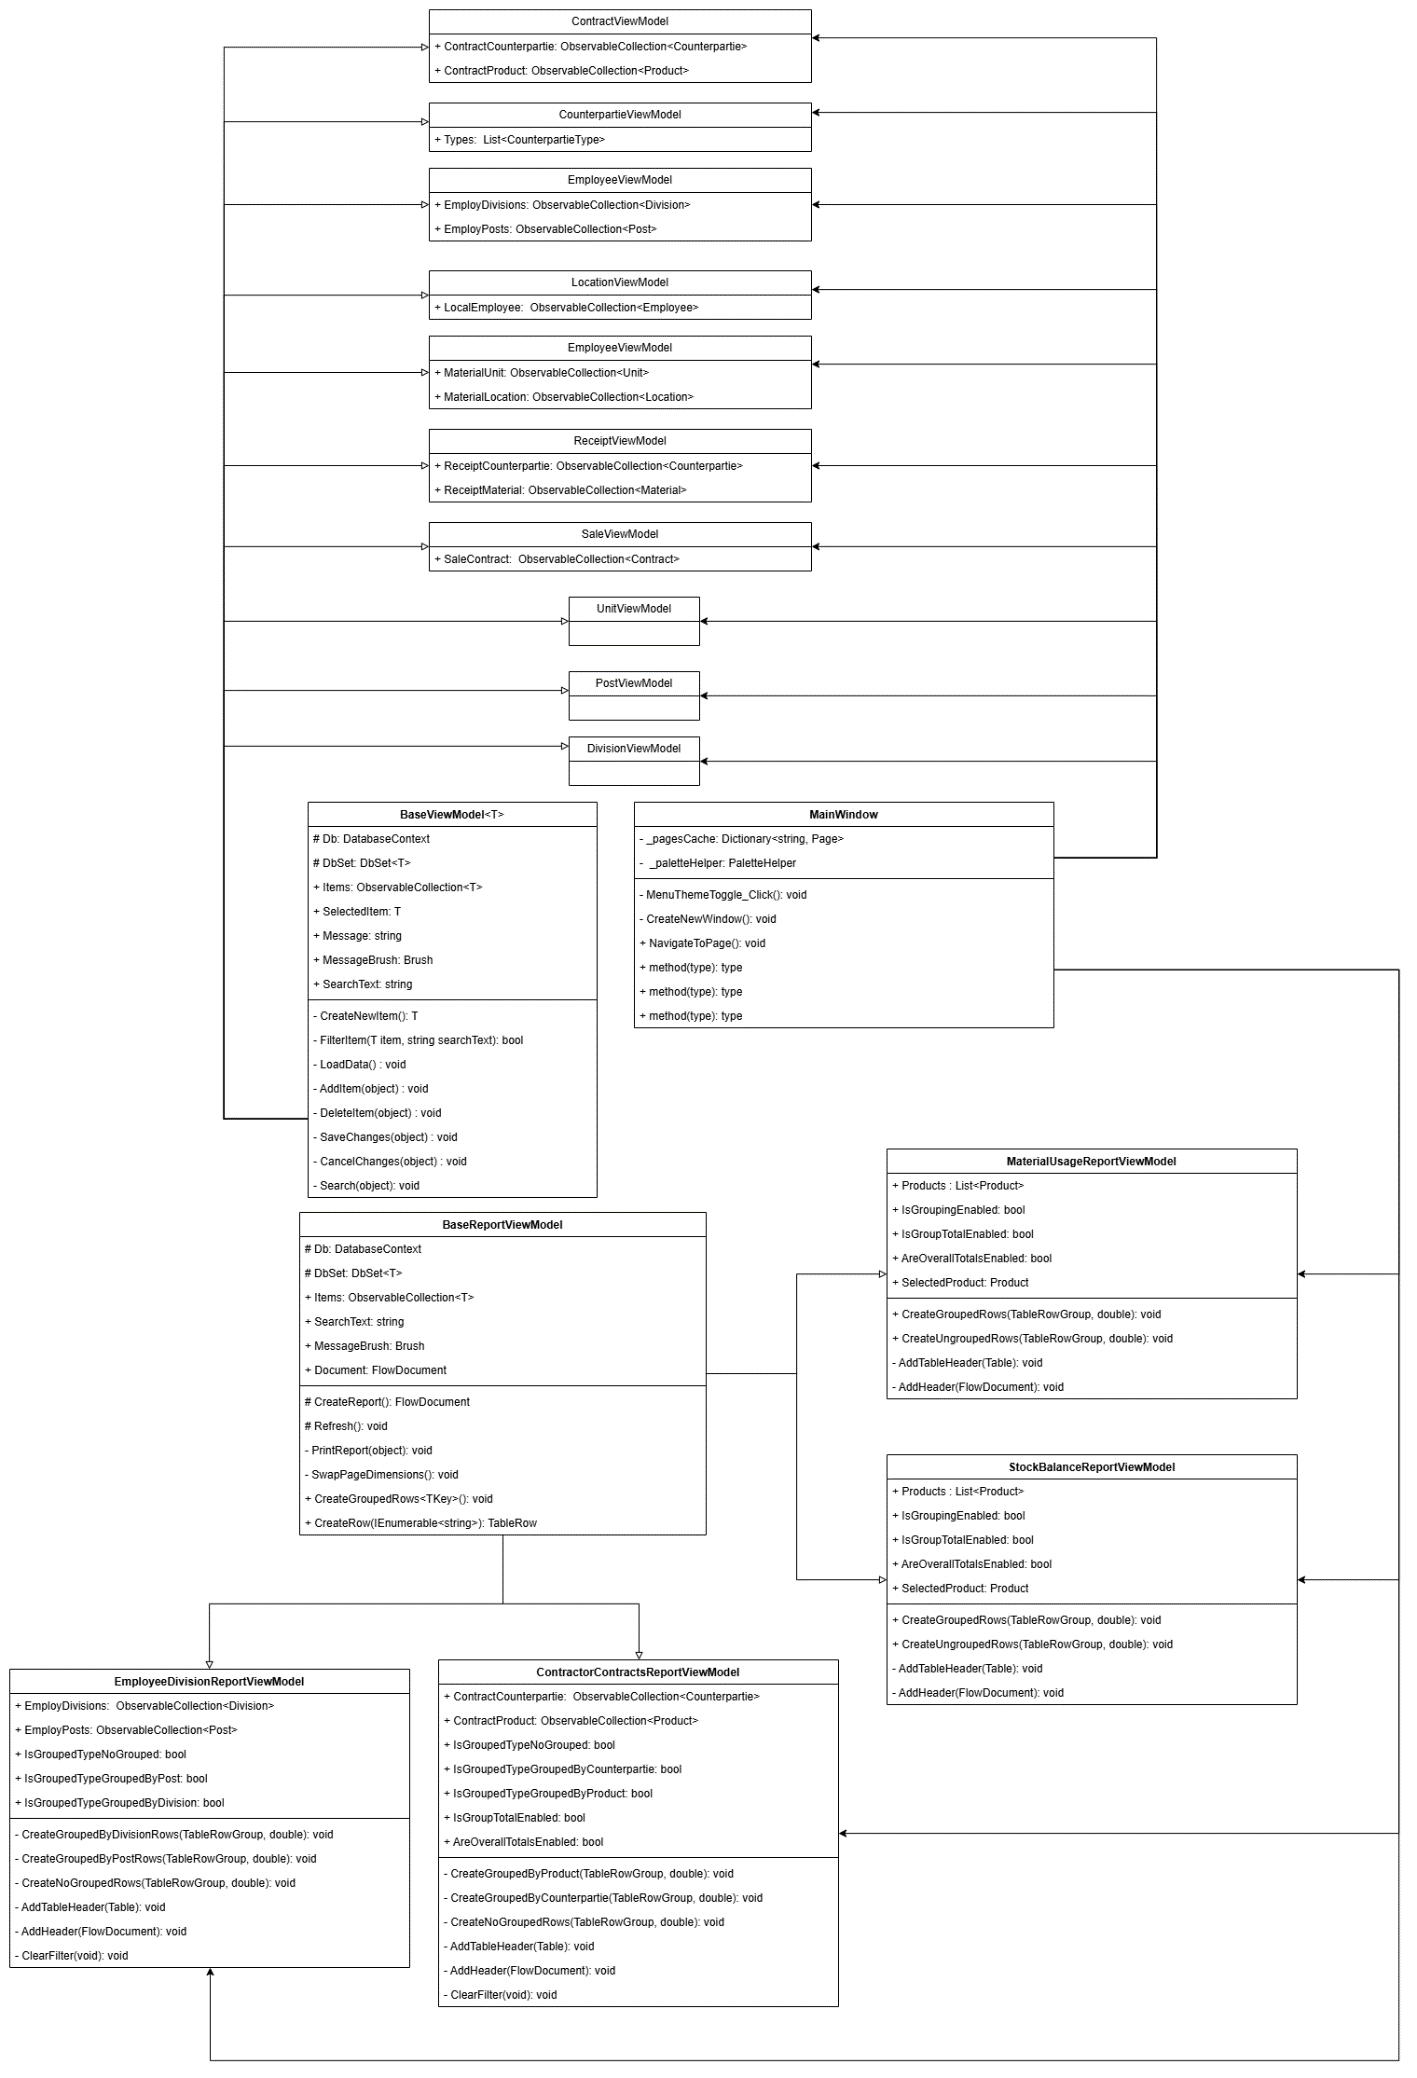 ContractViewModel
+ ContractCounterpartie: ObservableCollection<Counterpartie>
+ ContractProduct: ObservableCollection<Product>
CounterpartieViewModel
+ Types:  List<CounterpartieType>
EmployeeViewModel
+ EmployDivisions: ObservableCollection<Division>
+ EmployPosts: ObservableCollection<Post>
LocationViewModel
+ LocalEmployee:  ObservableCollection<Employee>
EmployeeViewModel
+ MaterialUnit: ObservableCollection<Unit>
+ MaterialLocation: ObservableCollection<Location>
ReceiptViewModel
+ ReceiptCounterpartie: ObservableCollection<Counterpartie>
+ ReceiptMaterial: ObservableCollection<Material>
SaleViewModel
+ SaleContract:  ObservableCollection<Contract>
UnitViewModel
PostViewModel
DivisionViewModel
BaseViewModel<T>
# Db: DatabaseContext
# DbSet: DbSet<T>
+ Items: ObservableCollection<T>
+ SelectedItem: T
+ Message: string
+ MessageBrush: Brush
+ SearchText: string
- CreateNewItem(): T
- FilterItem(T item, string searchText): bool
- LoadData() : void
- AddItem(object) : void
- DeleteItem(object) : void
- SaveChanges(object) : void
- CancelChanges(object) : void
- Search(object): void
MainWindow
- _pagesCache: Dictionary<string, Page>
-  _paletteHelper: PaletteHelper
- MenuThemeToggle_Click(): void
- CreateNewWindow(): void
+ NavigateToPage(): void
+ method(type): type
+ method(type): type
+ method(type): type
BaseReportViewModel
# Db: DatabaseContext
# DbSet: DbSet<T>
+ Items: ObservableCollection<T>
+ SearchText: string
+ MessageBrush: Brush
+ Document: FlowDocument
# CreateReport(): FlowDocument
# Refresh(): void
- PrintReport(object): void
- SwapPageDimensions(): void
+ CreateGroupedRows<TKey>(): void
+ CreateRow(IEnumerable<string>): TableRow
MaterialUsageReportViewModel
+ Products : List<Product>
+ IsGroupingEnabled: bool
+ IsGroupTotalEnabled: bool
+ AreOverallTotalsEnabled: bool
+ SelectedProduct: Product
+ CreateGroupedRows(TableRowGroup, double): void
+ CreateUngroupedRows(TableRowGroup, double): void
- AddTableHeader(Table): void
- AddHeader(FlowDocument): void
StockBalanceReportViewModel
+ Products : List<Product>
+ IsGroupingEnabled: bool
+ IsGroupTotalEnabled: bool
+ AreOverallTotalsEnabled: bool
+ SelectedProduct: Product
+ CreateGroupedRows(TableRowGroup, double): void
+ CreateUngroupedRows(TableRowGroup, double): void
- AddTableHeader(Table): void
- AddHeader(FlowDocument): void
EmployeeDivisionReportViewModel
+ EmployDivisions:  ObservableCollection<Division>
+ EmployPosts: ObservableCollection<Post>
+ IsGroupedTypeNoGrouped: bool
+ IsGroupedTypeGroupedByPost: bool
+ IsGroupedTypeGroupedByDivision: bool
- CreateGroupedByDivisionRows(TableRowGroup, double): void
- CreateGroupedByPostRows(TableRowGroup, double): void
- CreateNoGroupedRows(TableRowGroup, double): void
- AddTableHeader(Table): void
- AddHeader(FlowDocument): void
- ClearFilter(void): void
ContractorContractsReportViewModel
+ ContractCounterpartie:  ObservableCollection<Counterpartie>
+ ContractProduct: ObservableCollection<Product>
+ IsGroupedTypeNoGrouped: bool
+ IsGroupedTypeGroupedByCounterpartie: bool
+ IsGroupedTypeGroupedByProduct: bool
+ IsGroupTotalEnabled: bool
+ AreOverallTotalsEnabled: bool
- CreateGroupedByProduct(TableRowGroup, double): void
- CreateGroupedByCounterpartie(TableRowGroup, double): void
- CreateNoGroupedRows(TableRowGroup, double): void
- AddTableHeader(Table): void
- AddHeader(FlowDocument): void
- ClearFilter(void): void